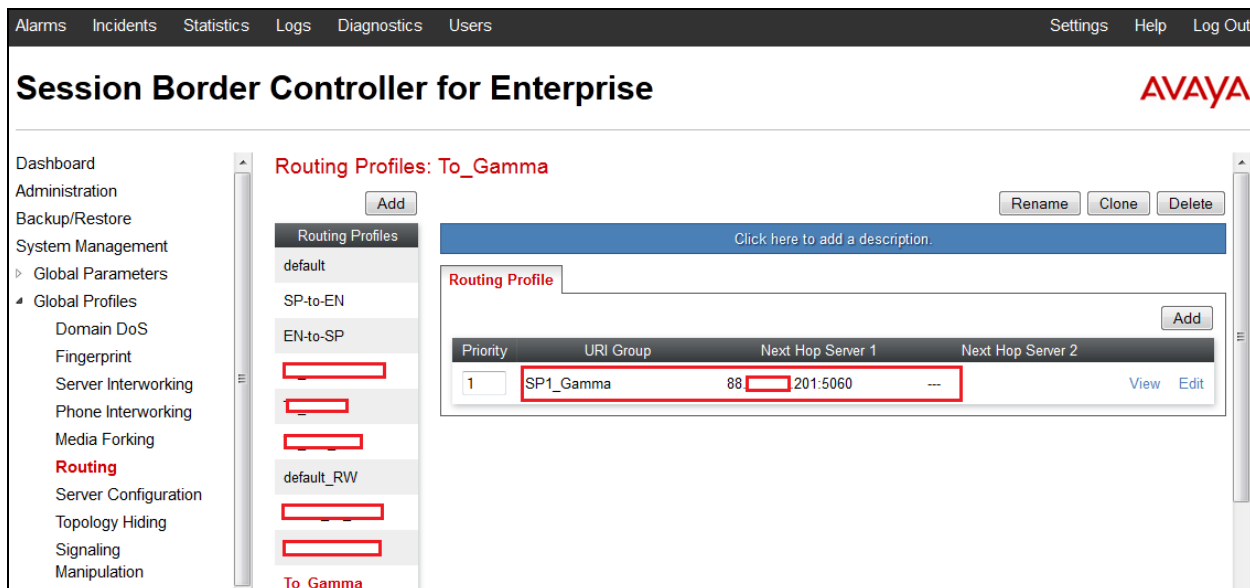 Alarms Incidents Statistics Logs Diagnostics Users Settings Help Log Out
Session Border Controller for Enterprise
AVAYA
Dashboard
Administration
Backup/Restore
System Management
Global Parameters
Global Profiles
Domain DoS
Fingerprint
Server Interworking
Phone Interworking
Media Forking
Routing
Server Configuration
Topology Hiding
Signaling
Manipulation
Routing Profiles: To_Gamma
Add
Rename Clone Delete
Routing Profiles
default
SP-to-EN
EN-to-SP
default_RW
To_Gamma
Click here to add a description.
Routing Profile
Add
Priority URI Group Next Hop Server 1 Next Hop Server 2
1 SP1_Gamma 88. .201:5060 --- View Edit